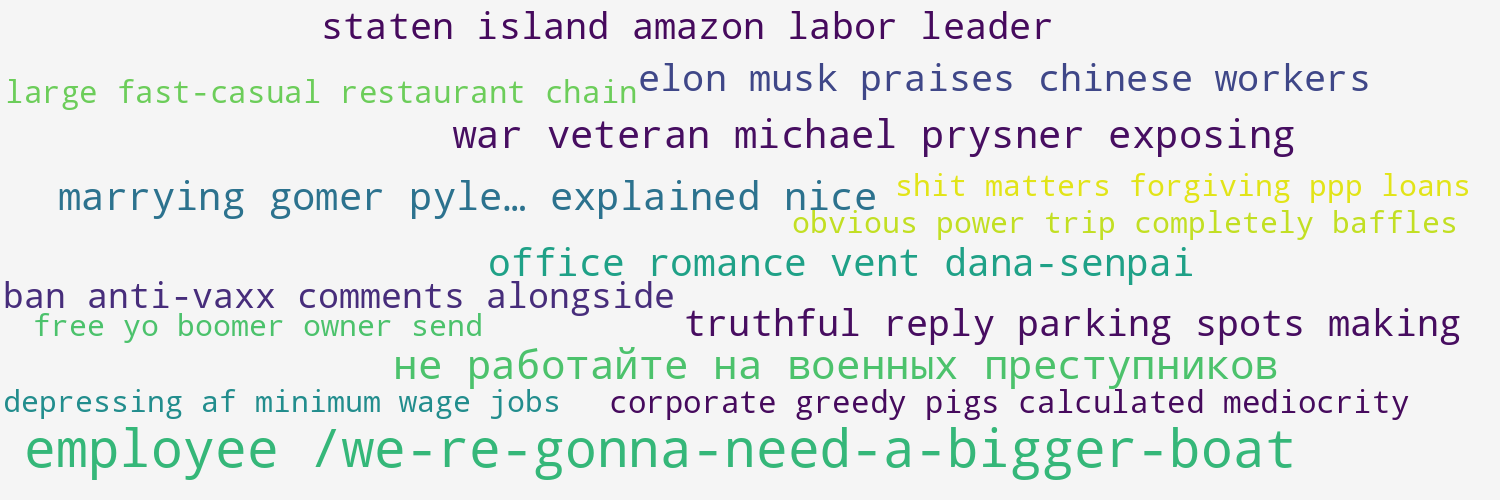 staten island amazon labor leader
elon musk praises chinese workers
large fast-casual restaurant chain
war veteran michael prysner exposing
marrying gomer pyle… explained nice
shit matters forgiving ppp loans
obvious power trip completely baffles
office romance vent dana-senpai
ban anti-vaxx comments alongside
free yo boomer owner send
truthful reply parking spots making
не работайте на военных преступников
depressing af minimum wage jobs
corporate greedy pigs calculated mediocrity
employee /we-re-gonna-need-a-bigger-boat